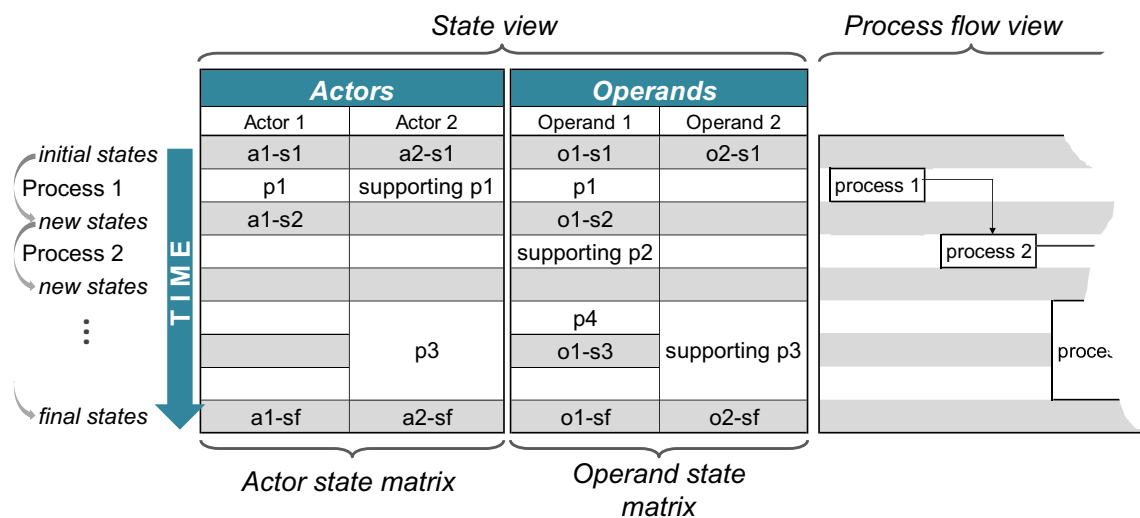 State view
Process flow view
Actors
Operands
Actor 1
Actor 2
Operand 1
Operand 2
initial states
a1-s1
a2-s1
o1-s1
o2-s1
Process 1
p1
supporting p1
p1
process 1
new states
a1-s2
o1-s2
Process 2
supporting p2
process 2
new states
TIME
⋮
p4
p3
o1-s3
supporting p3
proces
final states
a1-sf
a2-sf
o1-sf
o2-sf
Actor state matrix
Operand state
matrix